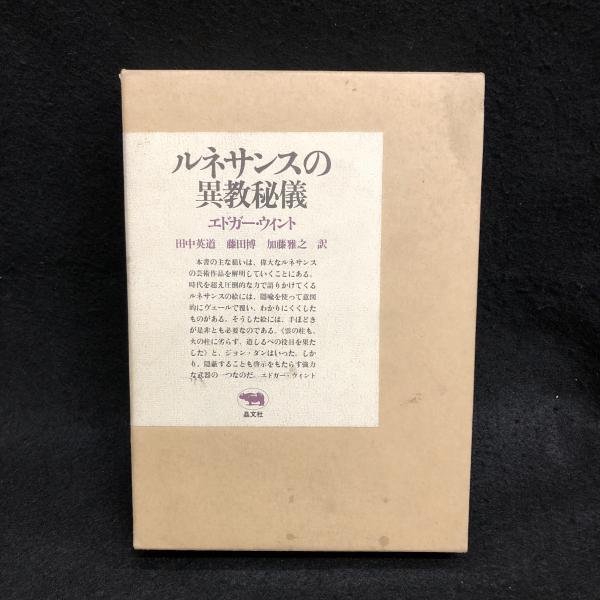 ルネサンスの
異教秘儀
エドガー・ウィント
田中英道 藤田博 加藤雅之 訳
本書の主な狙いは、偉大なルネサンス
の芸術作品を解明していくことにある。
時代を超え圧倒的な力で語りかけてくる
ルネサンスの絵には、隠喩を使って意図
的にヴェールで覆い、わかりにくくした
ものがある。そうした絵には、手ほどき
が是非とも必要なのである。《雲の柱も、
火の柱に劣らず、道しるべの役目を果た
した》と、ジョン・ダンはいった。しか
り、隠蔽することも啓示をもたらす強力
な武器の一つなのだ。エドガー・ウィント
晶文社